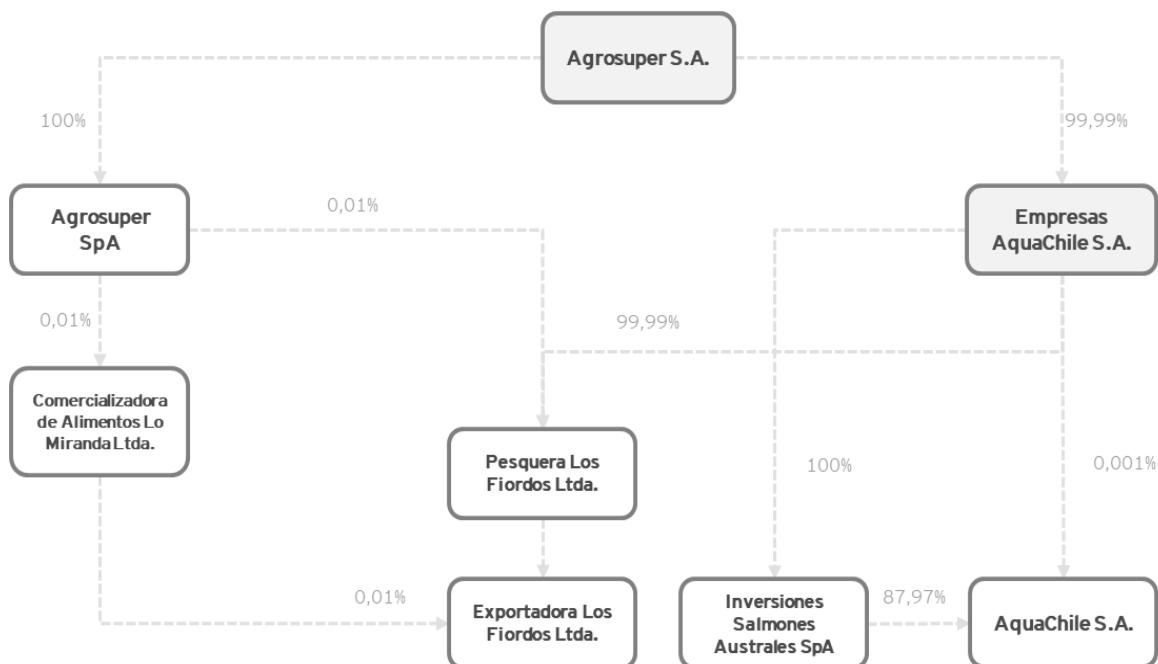 Agrosuper S.A.
100%
99,99%
Agrosuper
SpA
0,01%
Empresas
AquaChile S.A.
0,01%
99,99%
Comercializadora
de Alimentos Lo
Miranda Ltda.
Pesquera Los
Fiordos Ltda.
100%
0,001%
0,01%
Exportadora Los
Fiordos Ltda.
Inversiones
Salmones
Australes SpA
87,97%
AquaChile S.A.